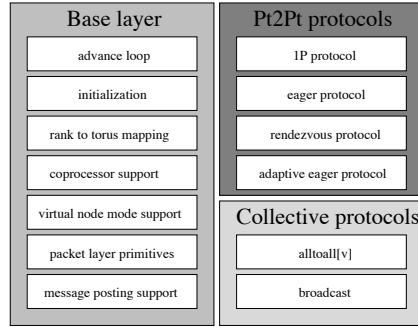 Base layer
advance loop
initialization
rank to torus mapping
coprocessor support
virtual node mode support
packet layer primitives
message posting support
Pt2Pt protocols
1P protocol
eager protocol
rendezvous protocol
adaptive eager protocol
Collective protocols
alltoall[v]
broadcast